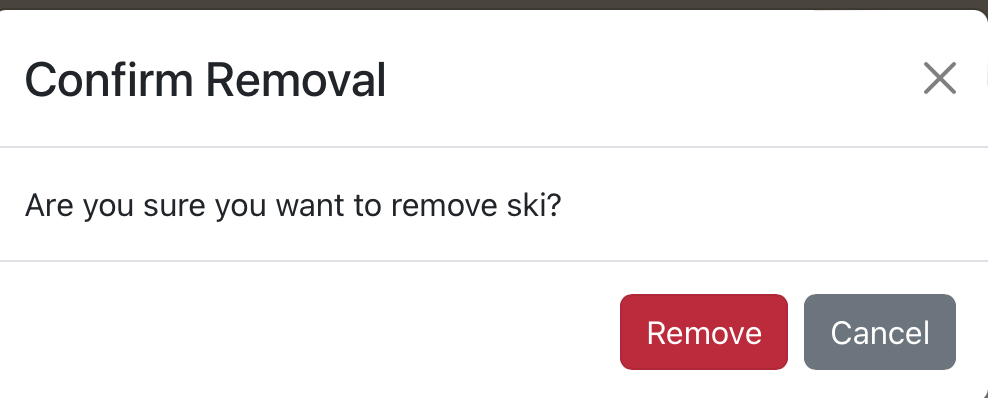 Confirm Removal
Are you sure you want to remove ski?
Remove Cancel